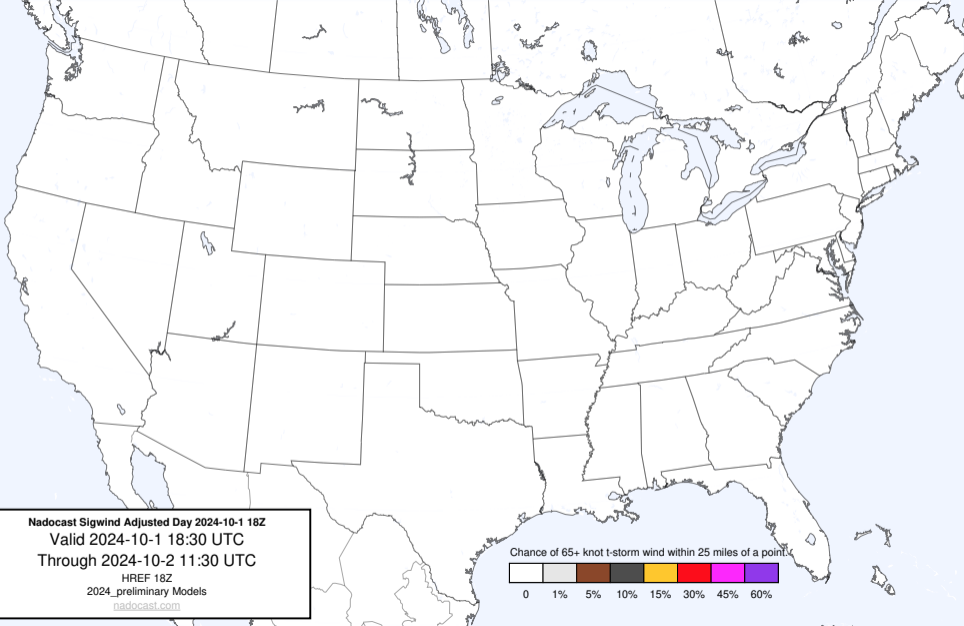 Nadocast Sigwind Adjusted Day 2024-10-1 18Z
Valid 2024-10-1 18:30 UTC
Through 2024-10-2 11:30 UTC
HREF 18Z
2024_preliminary Models
nadocast.com
Chance of 65+ knot t-storm wind within 25 miles of a point.
0 1% 5% 10% 15% 30% 45% 60%